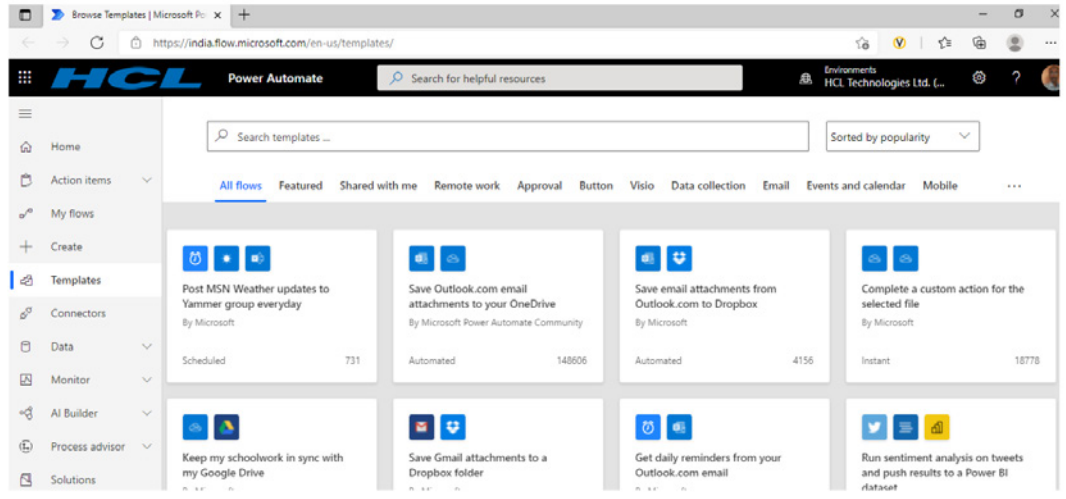 Browse Templates | Microsoft Po
https://india.flow.microsoft.com/en-us/templates/
HCL
Power Automate
Search for helpful resources
Environments
HCL Technologies Ltd. (...
Search templates ...
Sorted by popularity
Home
Action items
My flows
Create
Templates
Connectors
Data
Monitor
AI Builder
Process advisor
Solutions
All flows Featured Shared with me Remote work Approval Button Visio Data collection Email Events and calendar Mobile ...
Post MSN Weather updates to
Yammer group everyday
By Microsoft
Scheduled 731
Save Outlook.com email
attachments to your OneDrive
By Microsoft Power Automate Community
Automated 148606
Save email attachments from
Outlook.com to Dropbox
By Microsoft
Automated 4156
Complete a custom action for the
selected file
By Microsoft
Instant 18778
Keep my schoolwork in sync with
my Google Drive
Save Gmail attachments to a
Dropbox folder
Get daily reminders from your
Outlook.com email
Run sentiment analysis on tweets
and push results to a Power BI
dataset